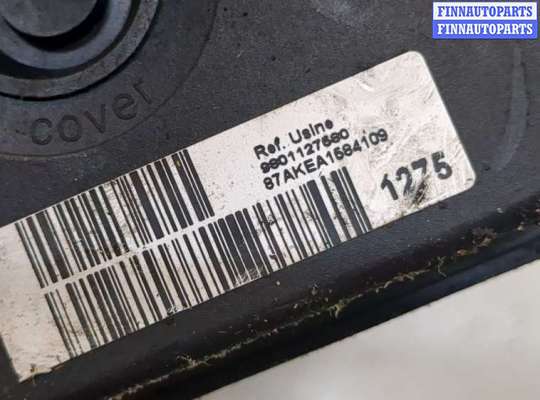 FINNAUTOPARTS
FINNAUTOPARTS
cover
Ref. Usine
9801127680
87AKEA1684109
1275